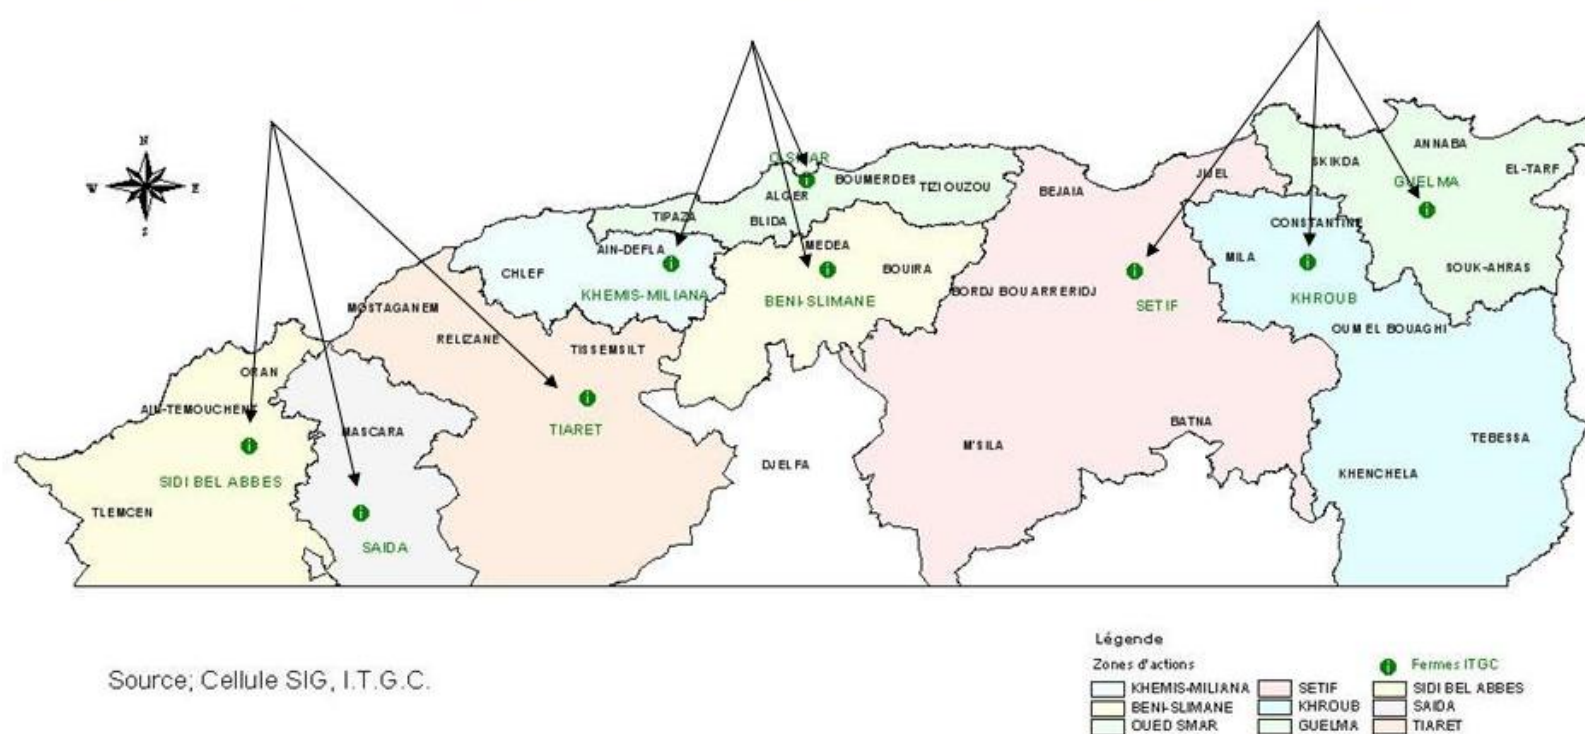 N
W E
S
O.SMAR
ANNABA
SKIKDA
EL-TARF
JIJEL
GUELMA
BOUMERDES
TIZI OUZOU
BEJAIA
ALGER
TIPAZA
BLIDA
CONSTANTINE
AIN-DEFLA
MEDEA
BOUIRA
MILA
SOUK-AHRAS
CHLEF
KHEMIS-MILIANA
BENI-SLIMANE
BORDJ BOUARRERIDJ
SETIF
KHROUB
MOSTAGANEM
OUM EL BOUAGHI
RELIZANE
TISSEMSILT
ORAN
AIN-TEMOUCHENT
MASCARA
TIARET
BATNA
TEBESSA
M'SILA
DJELFA
KHENCHELA
SIDI BEL ABBES
TLEMCEN
SAIDA
Source; Cellule SIG, I.T.G.C.
Légende
Zones d'actions
Fermes ITGC
KHEMIS-MILIANA SETIF SIDI BEL ABBES
BENI-SLIMANE KHROUB SAIDA
OUED SMAR GUELMA TIARET